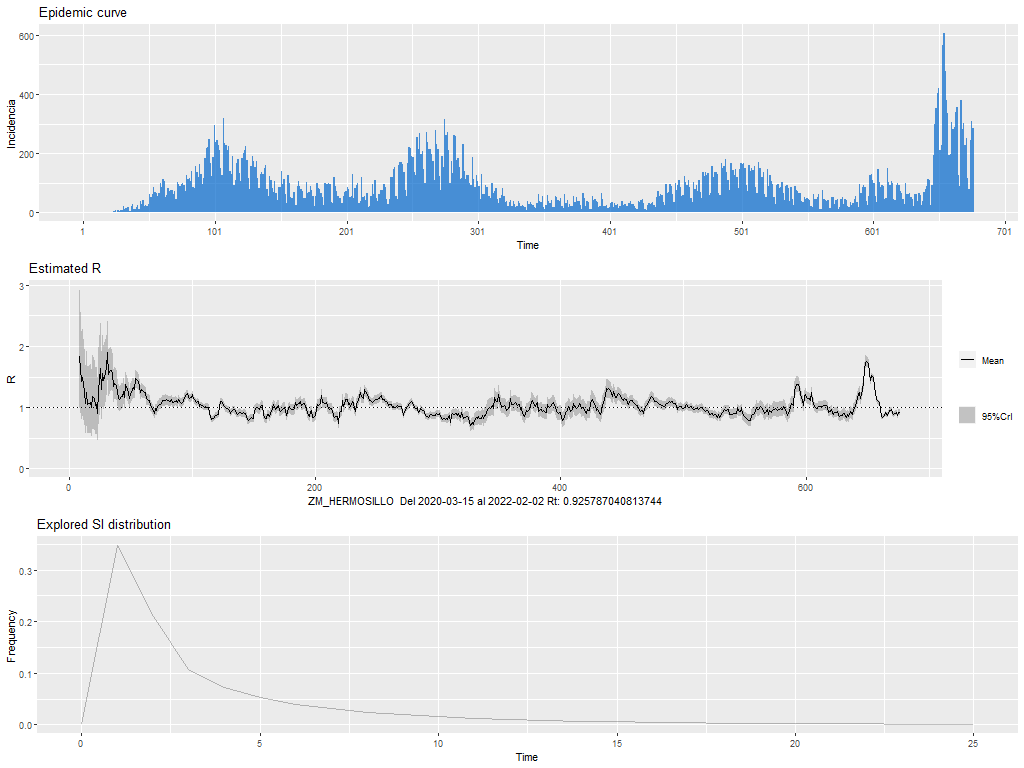 Epidemic curve
600
400
200
0
Incidencia
1
101
201
301
401
501
601
701
Time
Estimated R
3
2
1
0
R
0
200
400
600
Mean
95%CrI
ZM_HERMOSILLO Del 2020-03-15 al 2022-02-02 Rt: 0.925787040813744
Explored SI distribution
0.3
0.2
0.1
0.0
Frequency
0
5
10
15
20
25
Time